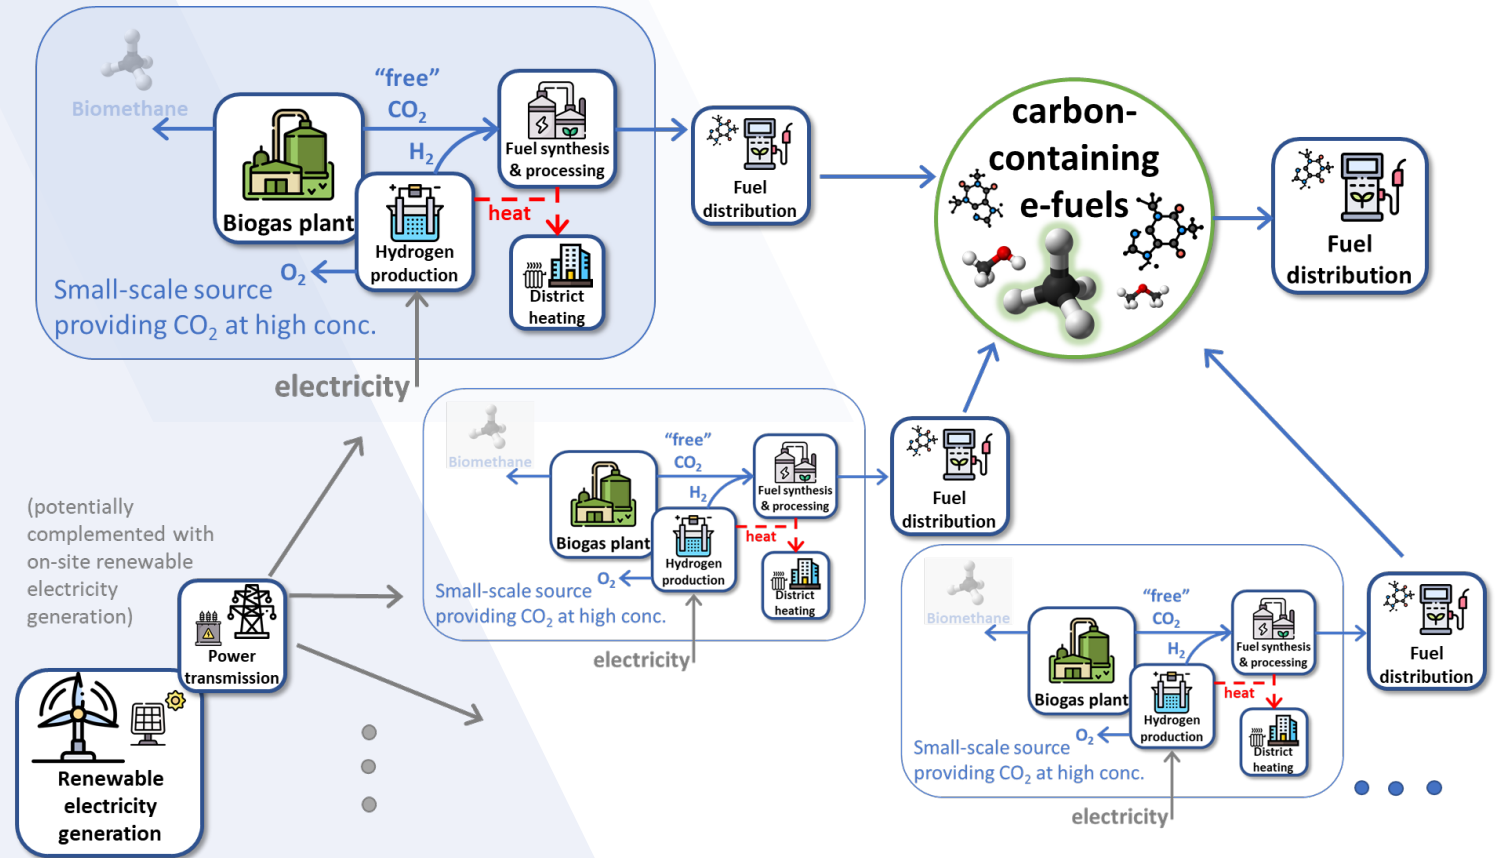 Biomethane
"free"
CO2
H2
Biogas plant
Fuel synthesis
& processing
heat
Hydrogen
production
O2
District
heating
Small-scale source
providing CO2 at high conc.
electricity
Fuel
distribution
carbon-
containing
e-fuels
Fuel
distribution
Biomethane
"free"
CO2
H2
Biogas plant
Fuel synthesis
& processing
heat
Hydrogen
production
O2
District
heating
Small-scale source
providing CO2 at high conc.
electricity
Fuel
distribution
(potentially
complemented with
on-site renewable
electricity
generation)
Power
transmission
Renewable
electricity
generation
Biomethane
"free"
CO2
H2
Biogas plant
Fuel synthesis
& processing
heat
Hydrogen
production
O2
District
heating
Small-scale source
providing CO2 at high conc.
electricity
Fuel
distribution